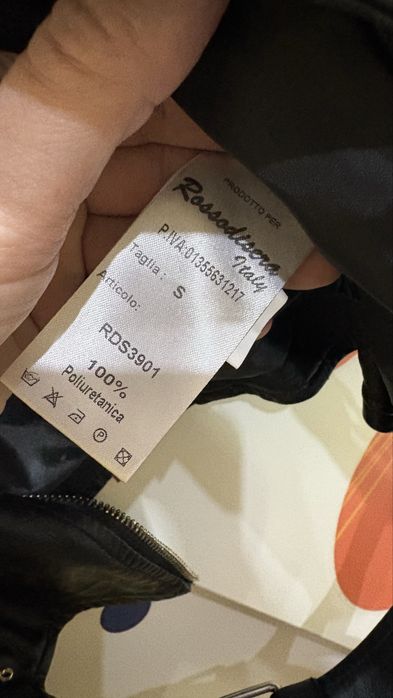 PRODOTTO PER
Rossodisera
Italy
P.IVA:01355631217
Taglia : S
Articolo:
RDS3901
100%
Poliuretanica
P